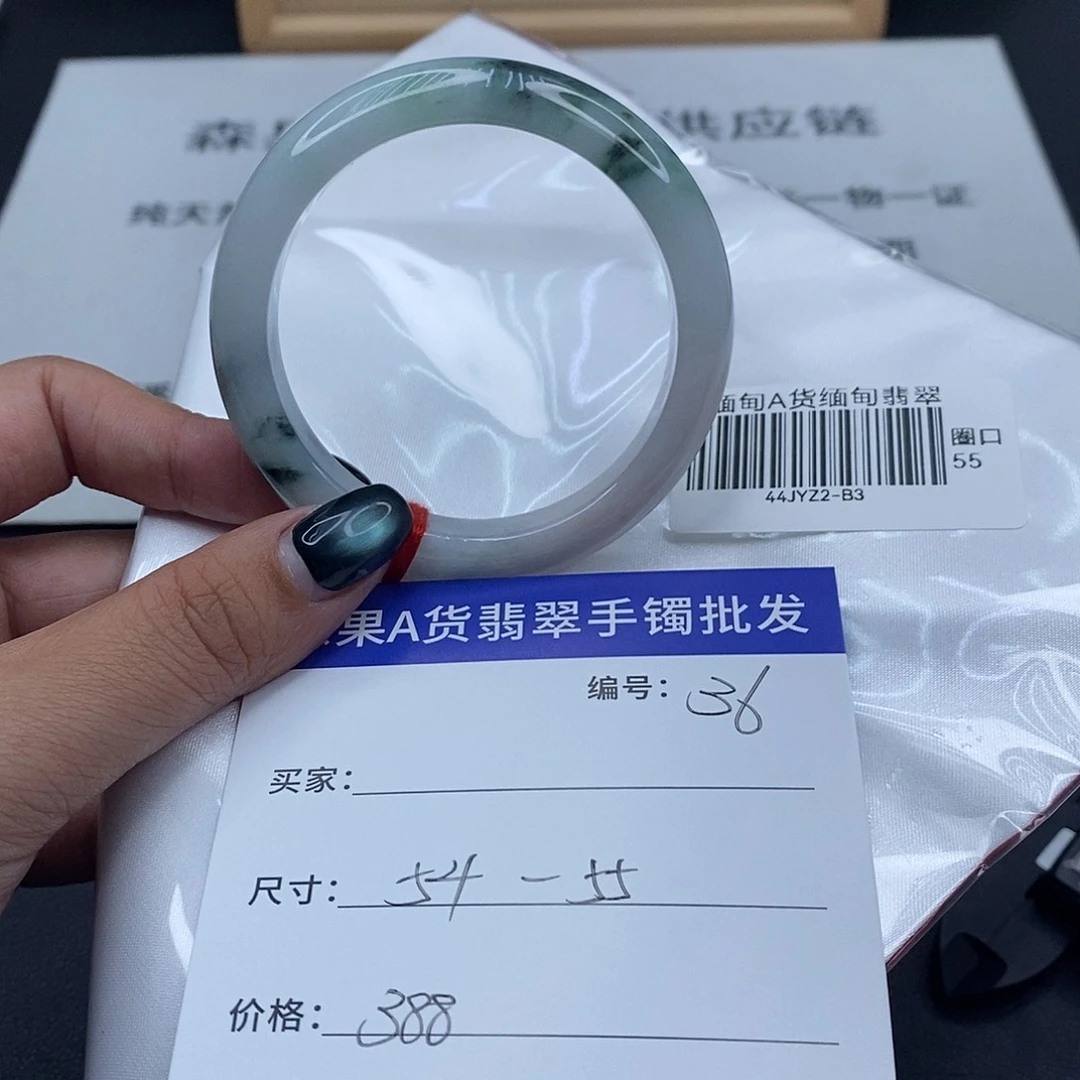 森 供应链
纯天 一物一证
缅甸A货缅甸翡翠
圈口
55
44JYZ2-B3
果A货翡翠手镯批发
编号：36
买家：
尺寸：54-55
价格：388